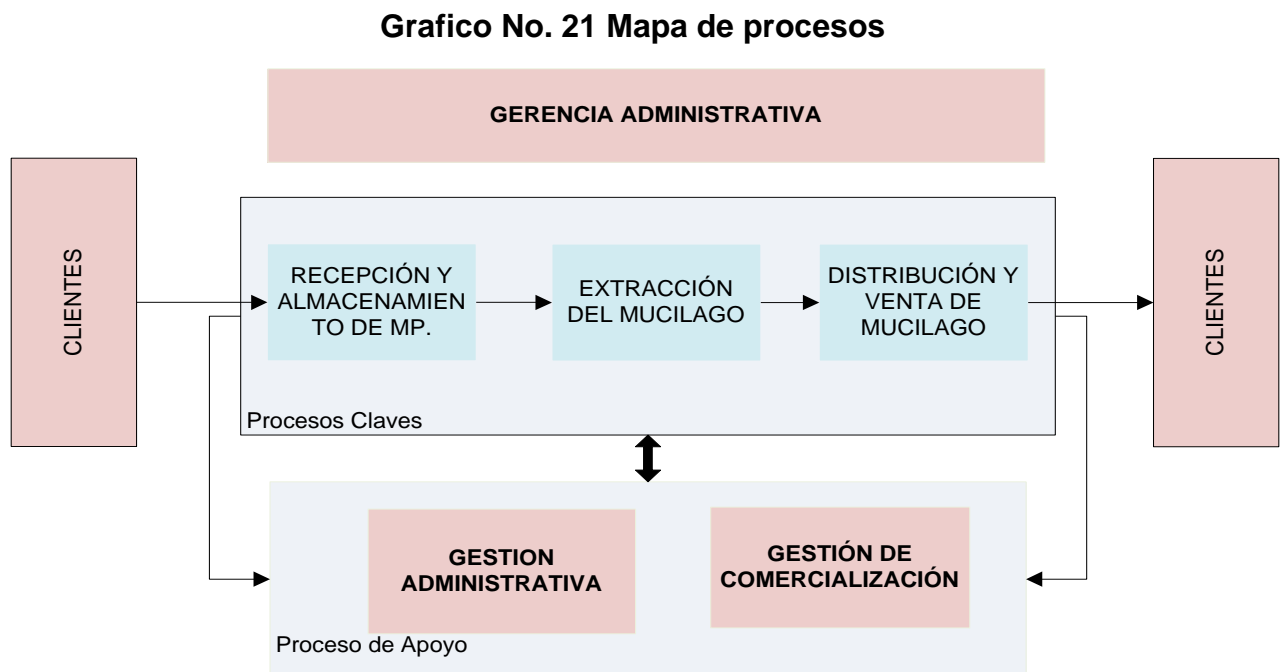 Grafico No. 21 Mapa de procesos
GERENCIA ADMINISTRATIVA
CLIENTES
RECEPCIÓN Y
ALMACENAMIEN
TO DE MP.
EXTRACCIÓN
DEL MUCILAGO
DISTRIBUCIÓN Y
VENTA DE
MUCILAGO
CLIENTES
Procesos Claves
GESTION
ADMINISTRATIVA
GESTIÓN DE
COMERCIALIZACIÓN
Proceso de Apoyo